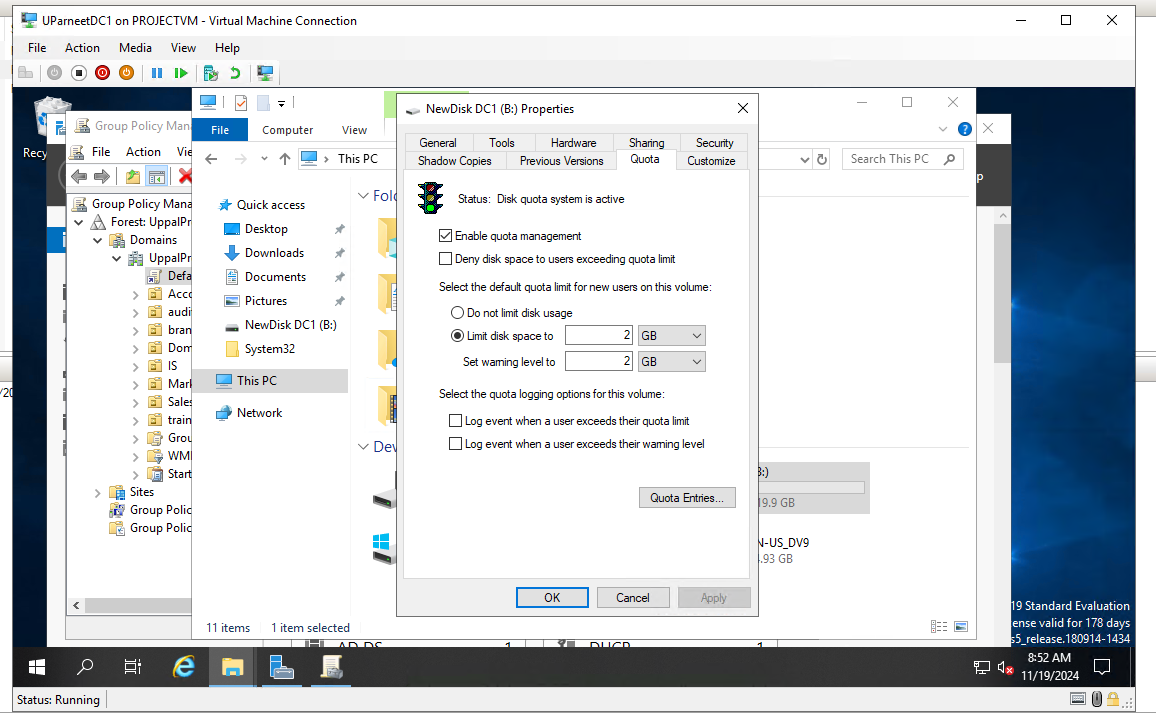 UParneetDC1 on PROJECTVM - Virtual Machine Connection
File Action Media View Help
Recy
Group Policy Mana
File Action Vie
Group Policy Mana
Forest: UppalPr
Domains
UppalPr
Defa
Acco
audi
bran
Dom
IS
Mark
Sales
train
Grou
WMI
Start
Sites
Group Polic
Group Polic
File Computer View
This PC
Search This PC
Quick access
Desktop
Downloads
Documents
Pictures
NewDisk DC1 (B:)
System32
This PC
Network
Fol
Dev
B:)
19.9 GB
N-US_DV9
.93 GB
11 items 1 item selected
NewDisk DC1 (B:) Properties
General Tools Hardware Sharing Security
Shadow Copies Previous Versions Quota Customize
Status: Disk quota system is active
Enable quota management
Deny disk space to users exceeding quota limit
Select the default quota limit for new users on this volume:
Do not limit disk usage
Limit disk space to 2 GB
Set warning level to 2 GB
Select the quota logging options for this volume:
Log event when a user exceeds their quota limit
Log event when a user exceeds their warning level
Quota Entries...
OK Cancel Apply
p
AD DS 1 DHCP 1
19 Standard Evaluation
ense valid for 178 days
s5_release.180914-1434
8:52 AM
11/19/2024
Status: Running